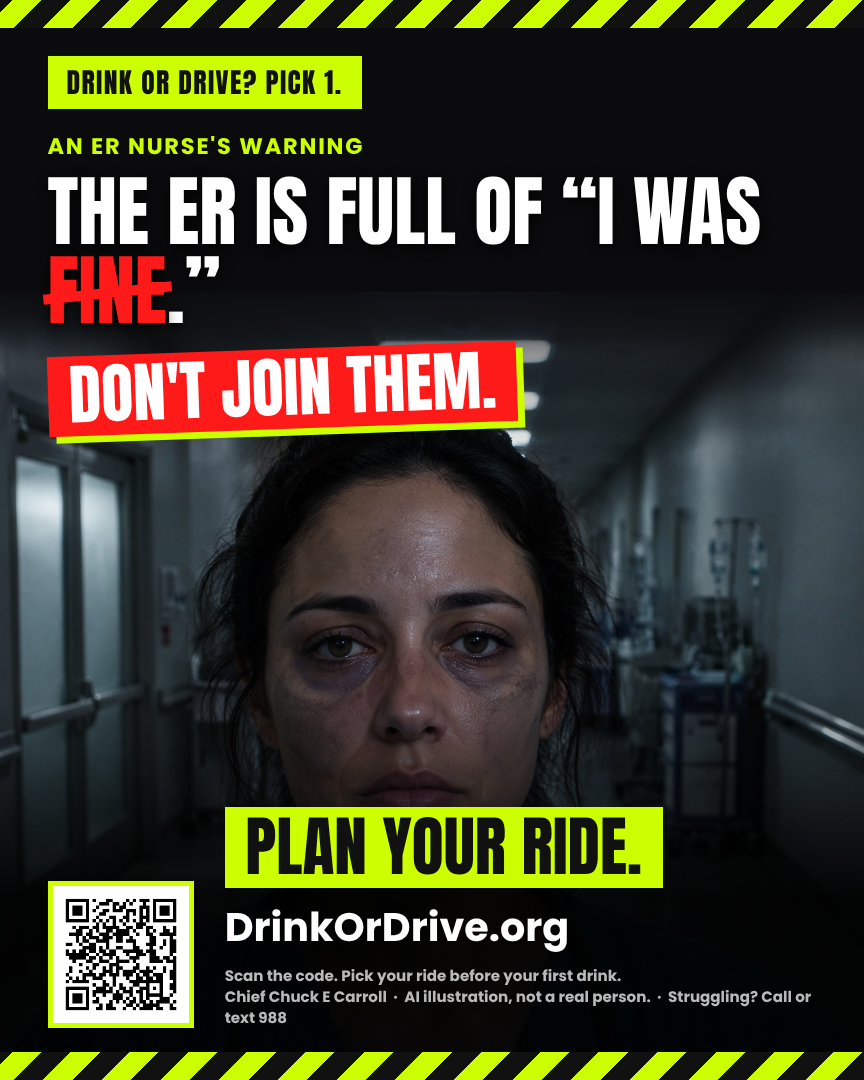 DRINK OR DRIVE? PICK 1.
AN ER NURSE'S WARNING
THE ER IS FULL OF “I WAS
FINE.”
DON'T JOIN THEM.
PLAN YOUR RIDE.
DrinkOrDrive.org
Scan the code. Pick your ride before your first drink.
Chief Chuck E Carroll · AI illustration, not a real person. · Struggling? Call or
text 988